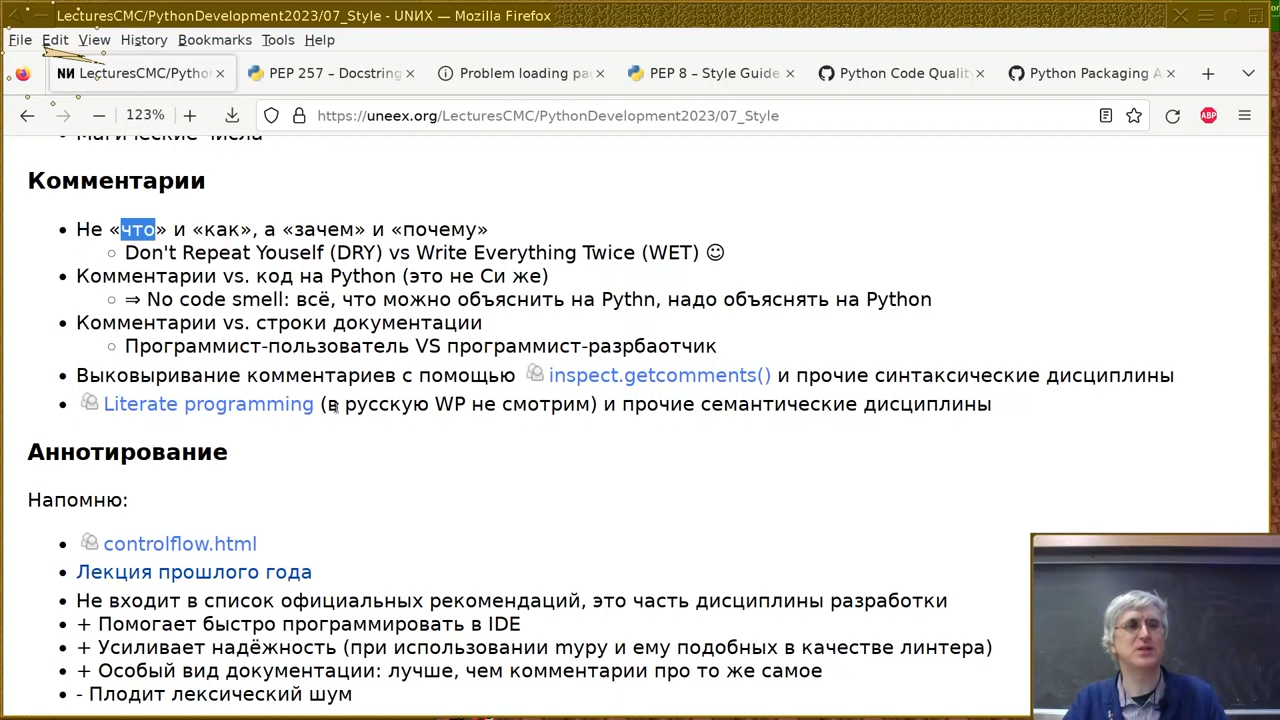 LecturesCMC/PythonDevelopment2023/07_Style - UNИX — Mozilla Firefox
File Edit View History Bookmarks Tools Help
NИ LecturesCMC/Pytho
PEP 257 – Docstring
Problem loading pa
PEP 8 – Style Guide
Python Code Quality
Python Packaging A
123%
https://uneex.org/LecturesCMC/PythonDevelopment2023/07_Style
ABP
Магические числа
Комментарии
Не «что» и «как», а «зачем» и «почему»
Don't Repeat Youself (DRY) vs Write Everything Twice (WET) ☺
Комментарии vs. код на Python (это не Си же)
⇒ No code smell: всё, что можно объяснить на Pythn, надо объяснять на Python
Комментарии vs. строки документации
Программист-пользователь VS программист-разрбаотчик
Выковыривание комментариев с помощью inspect.getcomments() и прочие синтаксические дисциплины
Literate programming (в русскую WP не смотрим) и прочие семантические дисциплины
Аннотирование
Напомню:
controlflow.html
Лекция прошлого года
Не входит в список официальных рекомендаций, это часть дисциплины разработки
+ Помогает быстро программировать в IDE
+ Усиливает надёжность (при использовании mypy и ему подобных в качестве линтера)
+ Особый вид документации: лучше, чем комментарии про то же самое
- Плодит лексический шум